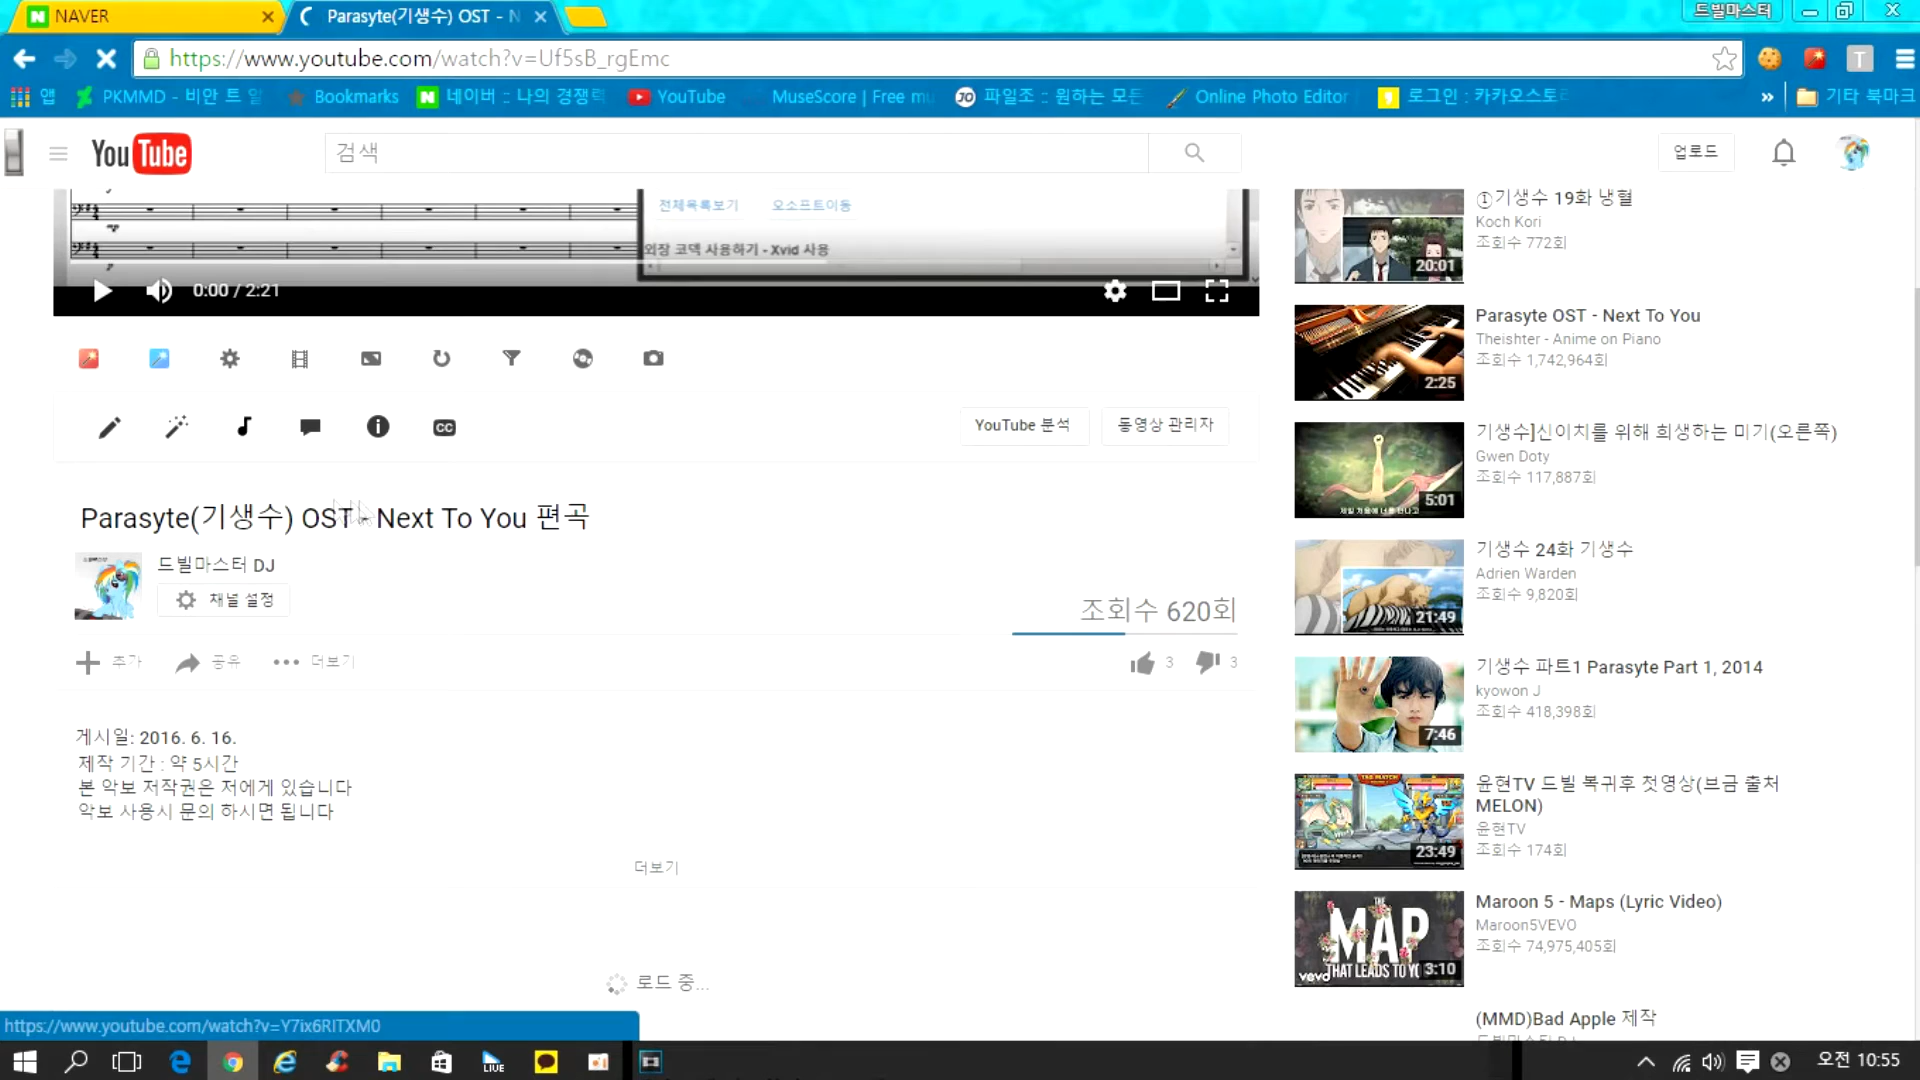 NAVER
Parasyte(기생수) OST - N
드빌마스터
https://www.youtube.com/watch?v=Uf5sB_rgEmc
앱
PKMMD - 비안 트 알
Bookmarks
네이버 :: 나의 경쟁력
YouTube
MuseScore | Free mu
파일조 :: 원하는 모든
Online Photo Editor
로그인 : 카카오스토리
»
기타 북마크
YouTube
검색
업로드
전체목록보기
오소프트이동
외장 코덱 사용하기 - Xvid 사용
0:00 / 2:21
CC
YouTube 분석
동영상 관리자
Parasyte(기생수) OST - Next To You 편곡
드빌마스터 DJ
채널 설정
조회수 620회
추가
공유
더보기
3
3
게시일: 2016. 6. 16.
제작 기간 : 약 5시간
본 악보 저작권은 저에게 있습니다
악보 사용시 문의 하시면 됩니다
더보기
로드 중...
①기생수 19화 냉혈
Koch Kori
조회수 772회
20:01
Parasyte OST - Next To You
Theishter - Anime on Piano
조회수 1,742,964회
2:25
기생수]신이치를 위해 희생하는 미기(오른쪽)
Gwen Doty
조회수 117,887회
5:01
기생수 24화 기생수
Adrien Warden
조회수 9,820회
21:49
기생수 파트1 Parasyte Part 1, 2014
kyowon J
조회수 418,398회
7:46
윤현TV 드빌 복귀후 첫영상(브금 출처
MELON)
윤현TV
조회수 174회
23:49
Maroon 5 - Maps (Lyric Video)
Maroon5VEVO
조회수 74,975,405회
THE
MAP
THAT LEADS TO YO
vevo
3:10
(MMD)Bad Apple 제작
https://www.youtube.com/watch?v=Y7ix6RITXM0
LIVE
오전 10:55